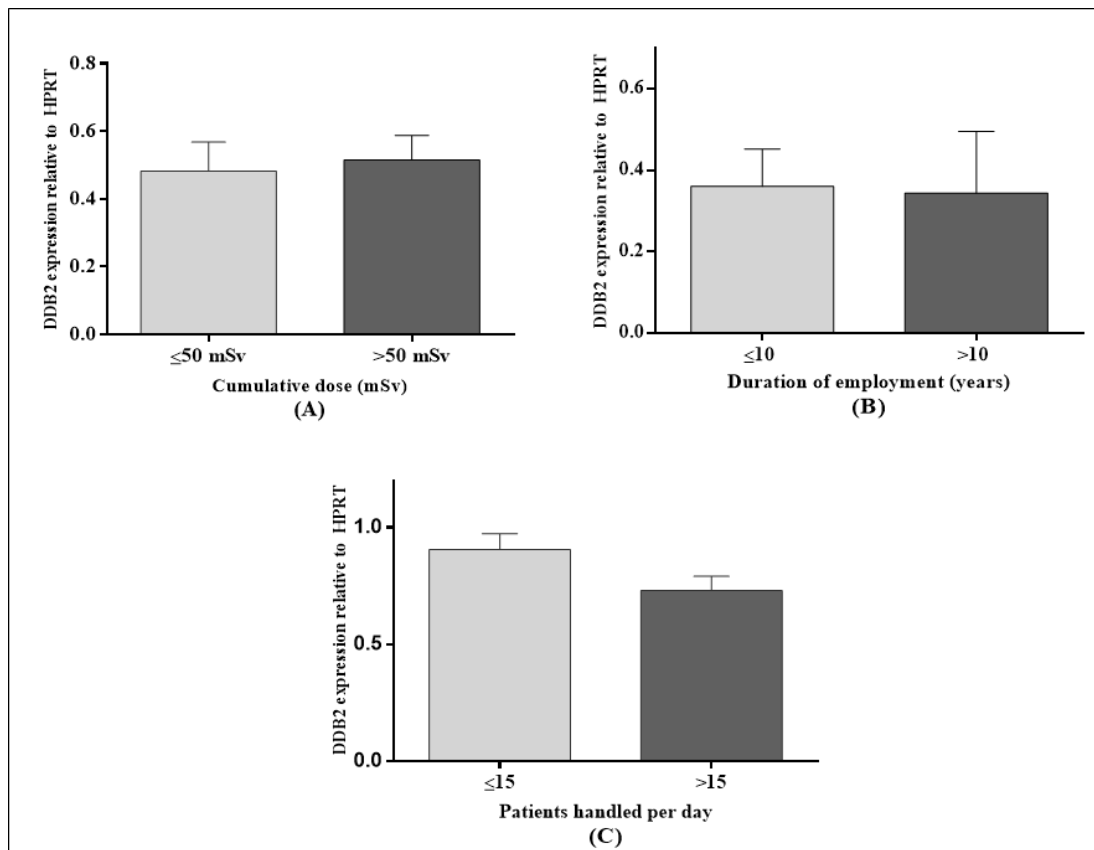 DDB2 expression relative to HPRT
0.8
0.6
0.4
0.2
0.0
≤50 mSv
>50 mSv
Cumulative dose (mSv)
(A)
DDB2 expression relative to HPRT
0.6
0.4
0.2
0.0
≤10
>10
Duration of employment (years)
(B)
DDB2 expression relative to HPRT
1.0
0.5
0.0
≤15
>15
Patients handled per day
(C)